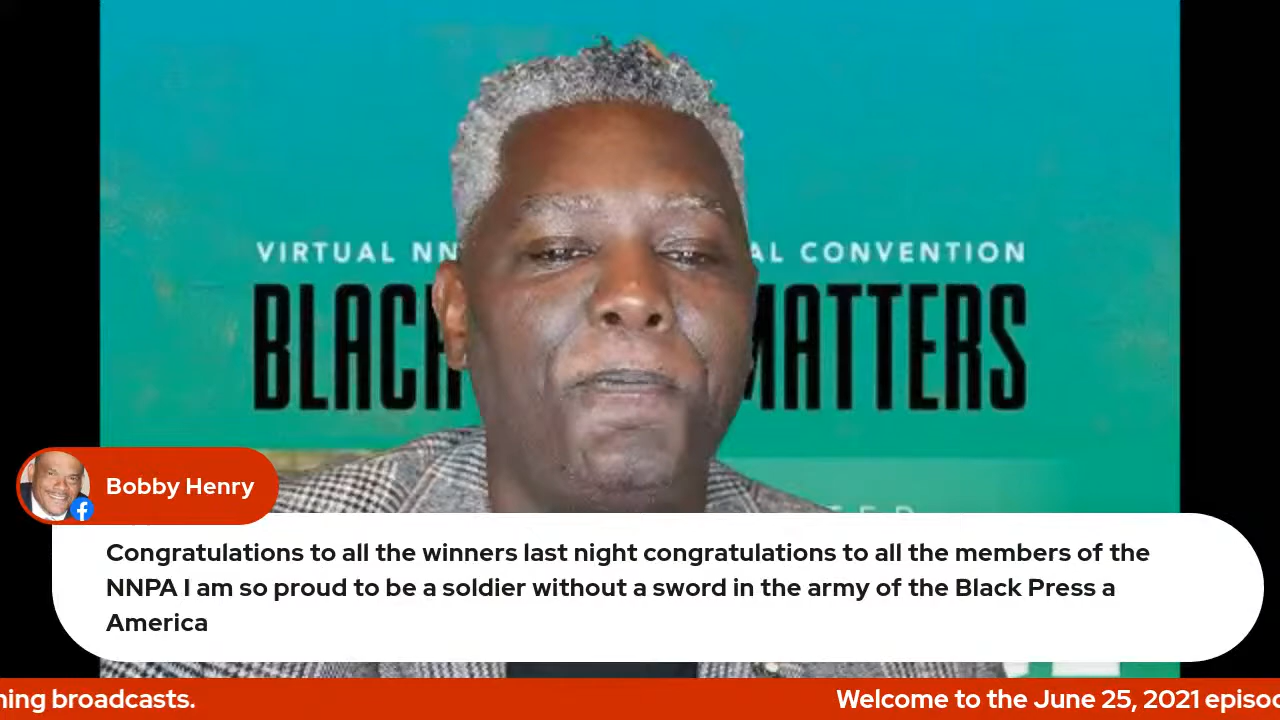 VIRTUAL NN AL CONVENTION
BLACK MATTERS
Bobby Henry
Congratulations to all the winners last night congratulations to all the members of the
NNPA I am so proud to be a soldier without a sword in the army of the Black Press a
America
ning broadcasts. Welcome to the June 25, 2021 episod